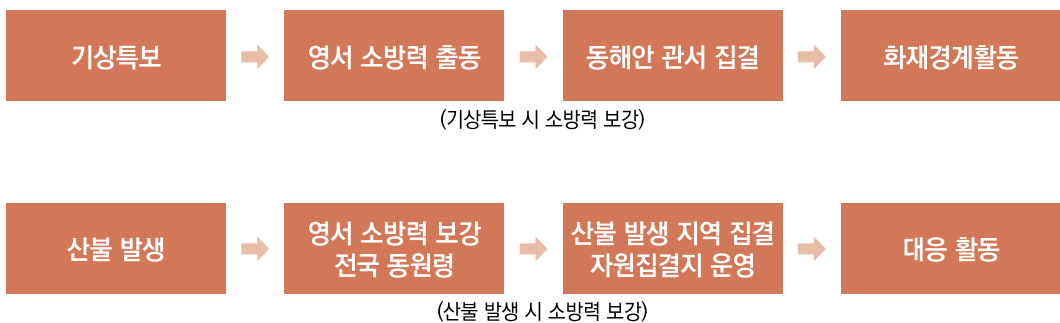 기상특보
영서 소방력 출동
동해안 관서 집결
화재경계활동
(기상특보 시 소방력 보강)
산불 발생
영서 소방력 보강
전국 동원령
산불 발생 지역 집결
자원집결지 운영
대응 활동
(산불 발생 시 소방력 보강)